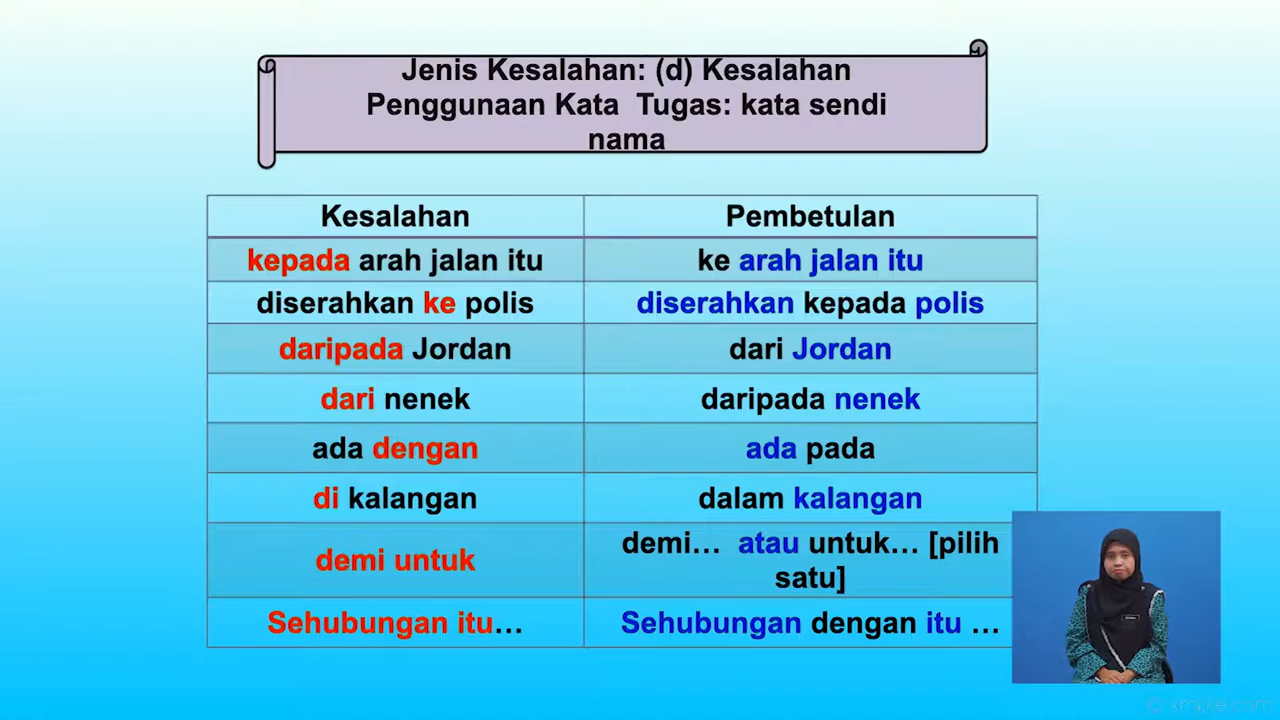 Jenis Kesalahan: (d) Kesalahan
Penggunaan Kata Tugas: kata sendi
nama
Kesalahan Pembetulan
kepada arah jalan itu ke arah jalan itu
diserahkan ke polis diserahkan kepada polis
daripada Jordan dari Jordan
dari nenek daripada nenek
ada dengan ada pada
di kalangan dalam kalangan
demi untuk demi... atau untuk... [pilih
satu]
Sehubungan itu... Sehubungan dengan itu ...